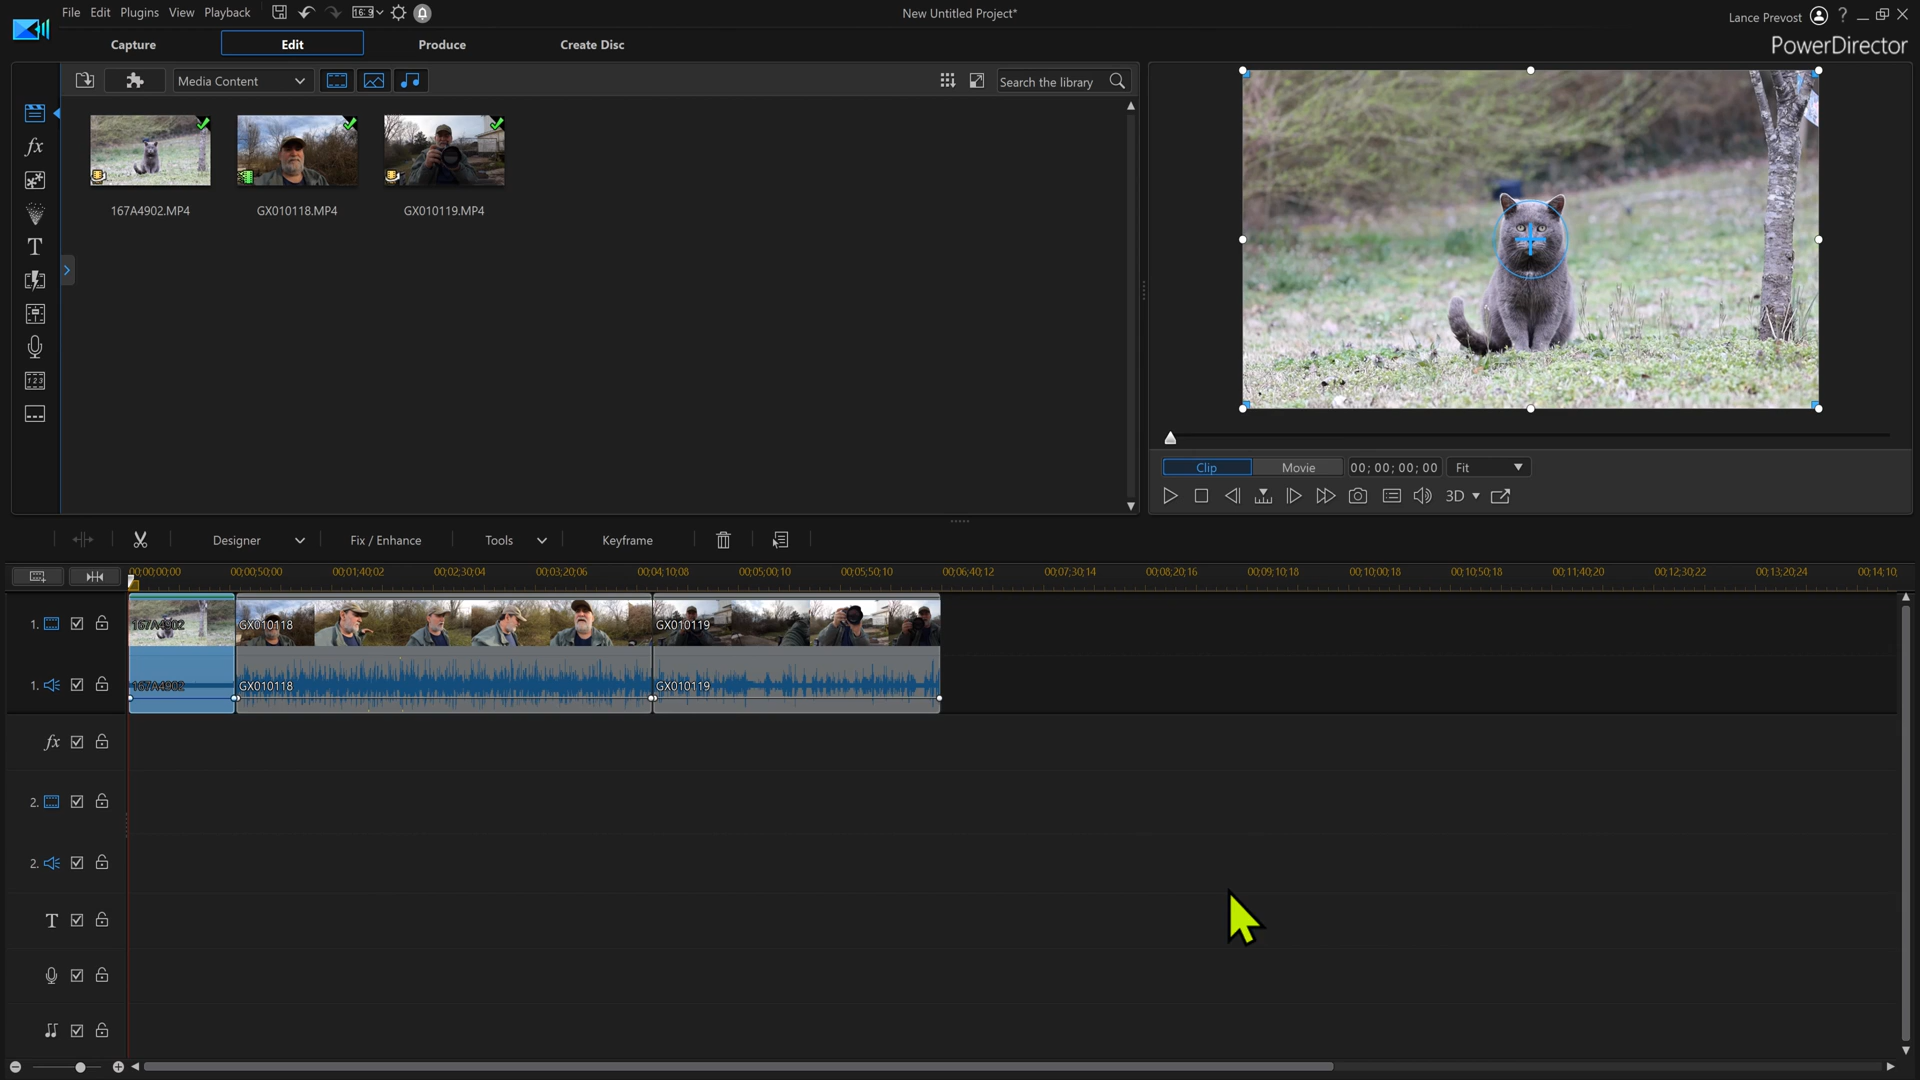 File Edit Plugins View Playback 16:9 New Untitled Project* Lance Prevost ?
Capture Edit Produce Create Disc PowerDirector
Media Content Search the library
167A4902.MP4 GX010118.MP4 GX010119.MP4
fx
T
1 2 3
Clip Movie 00; 00; 00; 00 Fit
3D
Designer Fix / Enhance Tools Keyframe
00;00;00;00 00;00;50;00 00;01;40;02 00;02;30;04 00;03;20;06 00;04;10;08 00;05;00;10 00;05;50;10 00;06;40;12 00;07;30;14 00;08;20;16 00;09;10;18 00;10;00;18 00;10;50;18 00;11;40;20 00;12;30;22 00;13;20;24 00;14;10;
1. 167A4902 GX010118 GX010119
1. 167A4902 GX010118 GX010119
fx
2.
2.
T